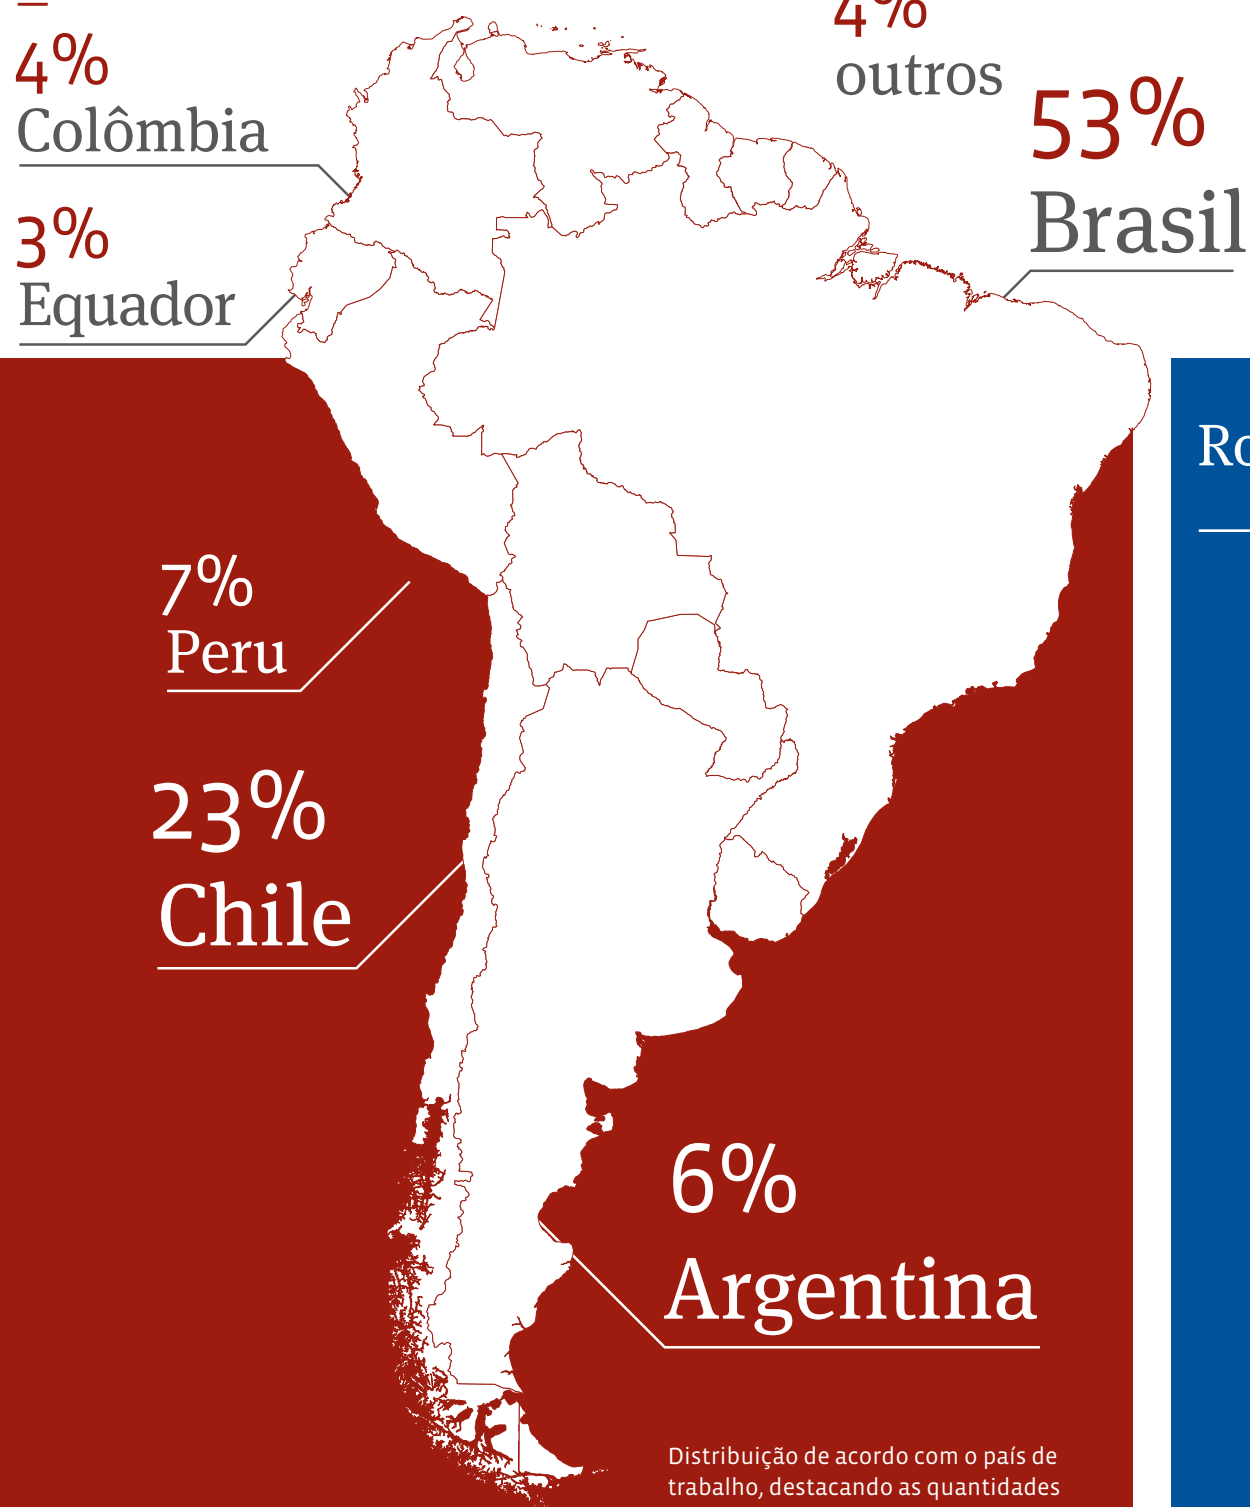 4%
outros
4%
Colômbia
53%
Brasil
3%
Equador
7%
Peru
23%
Chile
6%
Argentina
Distribuição de acordo com o país de
trabalho, destacando as quantidades